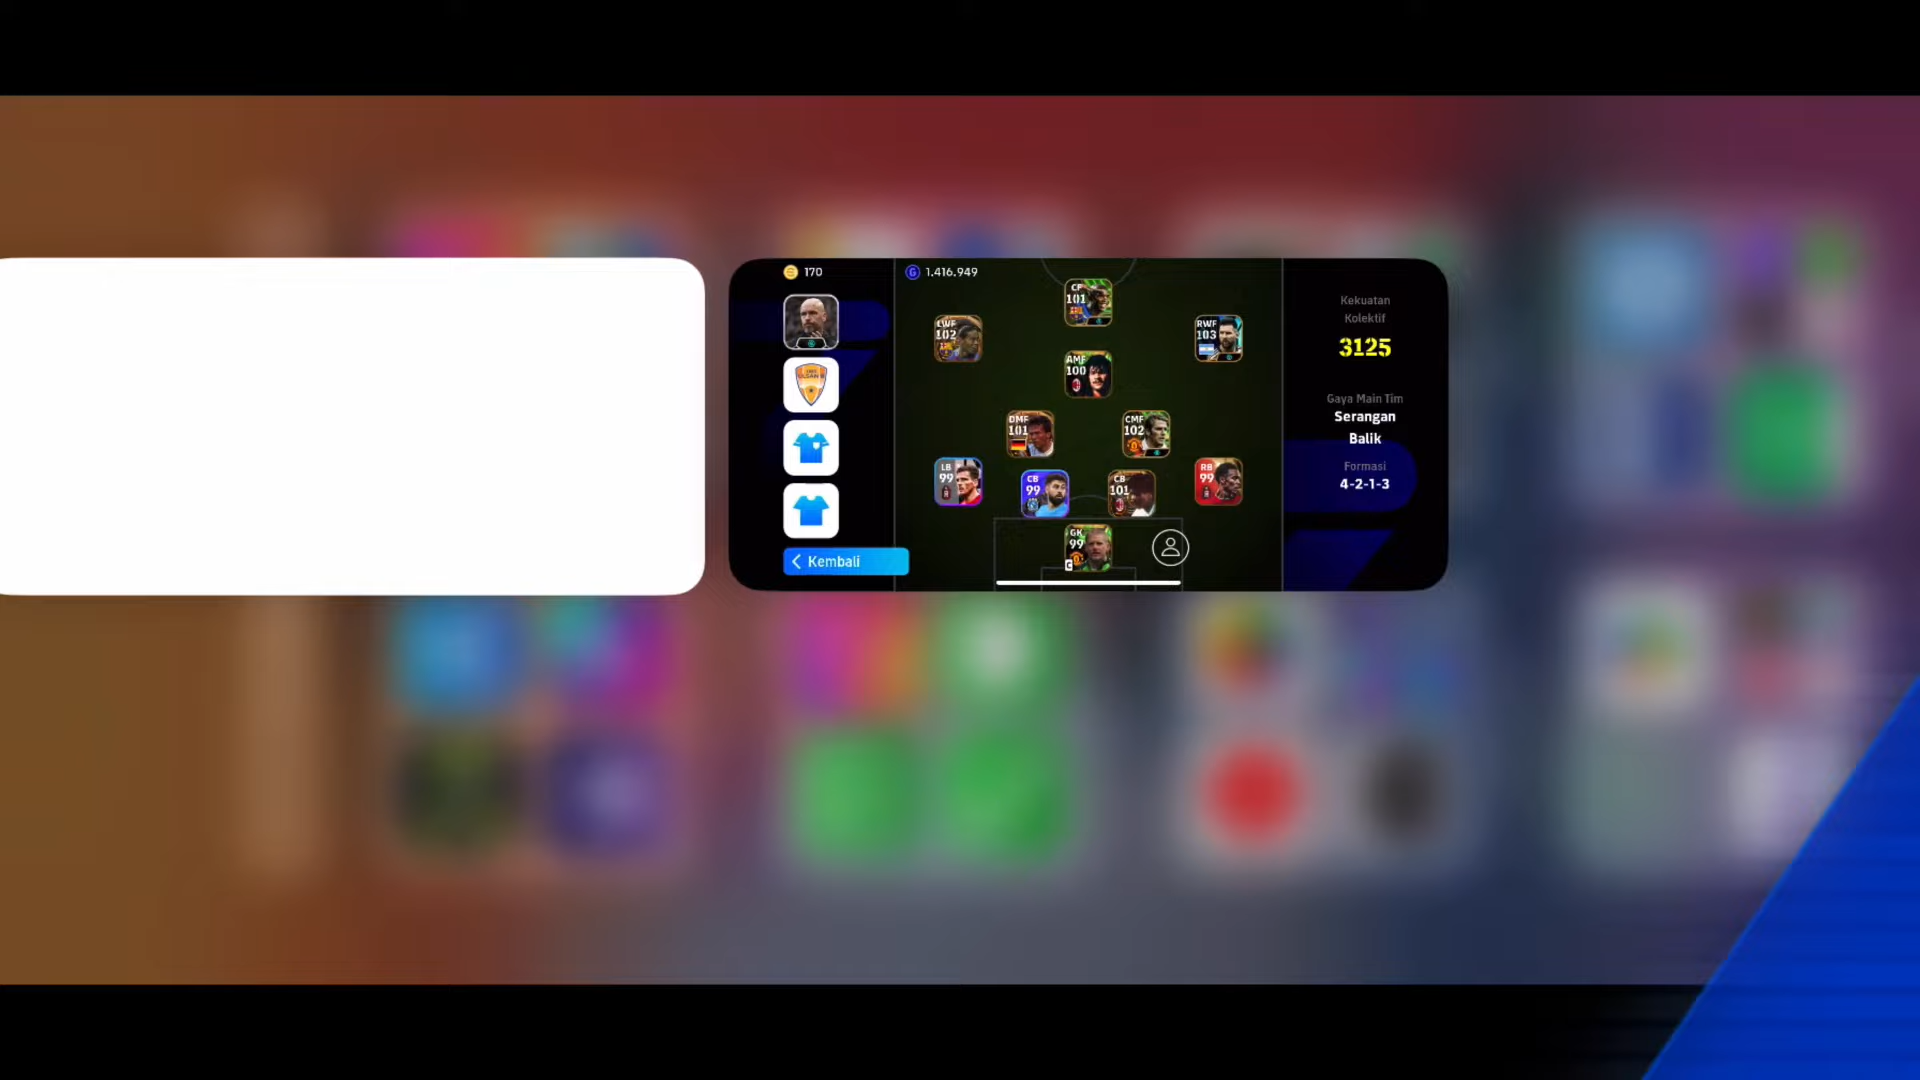 170
1.416.949
CF
101
LWF
102
RWF
103
AMF
100
DMF
101
CMF
102
LB
99
CB
99
CB
101
RB
99
GK
99
C
Kembali
Kekuatan
Kolektif
3125
Gaya Main Tim
Serangan
Balik
Formasi
4-2-1-3